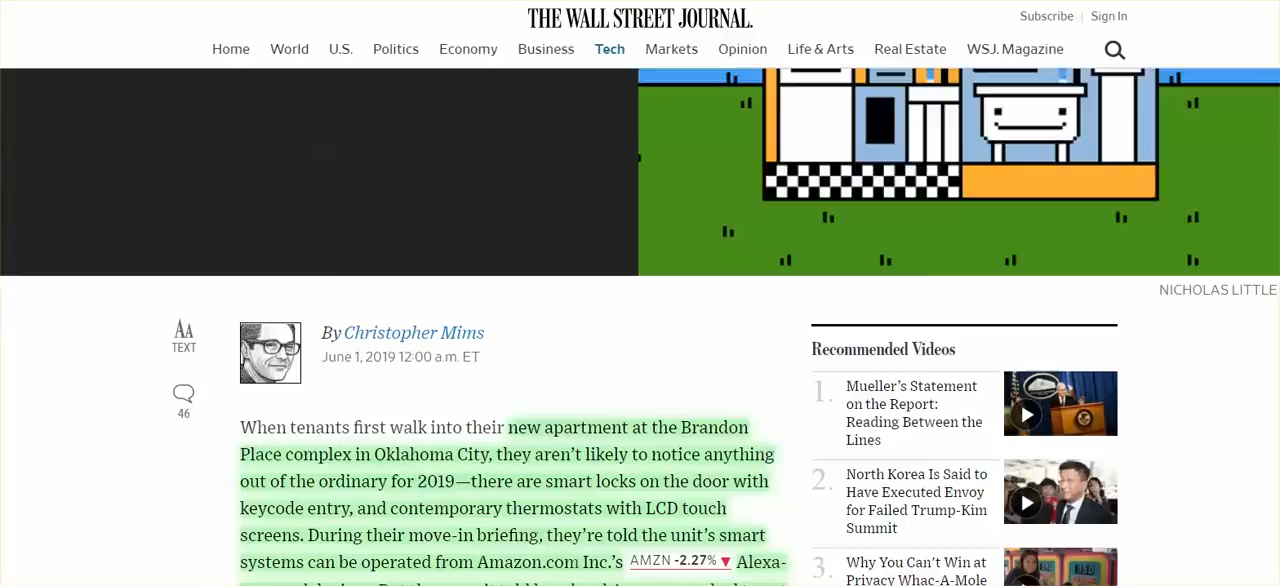 THE WALL STREET JOURNAL.
Subscribe | Sign In
Home World U.S. Politics Economy Business Tech Markets Opinion Life & Arts Real Estate WSJ. Magazine
NICHOLAS LITTLE
AA
TEXT
46
By Christopher Mims
June 1, 2019 12:00 a.m. ET
When tenants first walk into their new apartment at the Brandon
Place complex in Oklahoma City, they aren't likely to notice anything
out of the ordinary for 2019—there are smart locks on the door with
keycode entry, and contemporary thermostats with LCD touch
screens. During their move-in briefing, they're told the unit's smart
systems can be operated from Amazon.com Inc.'s AMZN -2.27% ▼ Alexa-
Recommended Videos
1. Mueller's Statement
on the Report:
Reading Between the
Lines
2. North Korea Is Said to
Have Executed Envoy
for Failed Trump-Kim
Summit
3. Why You Can't Win at
Privacy Whac-A-Mole